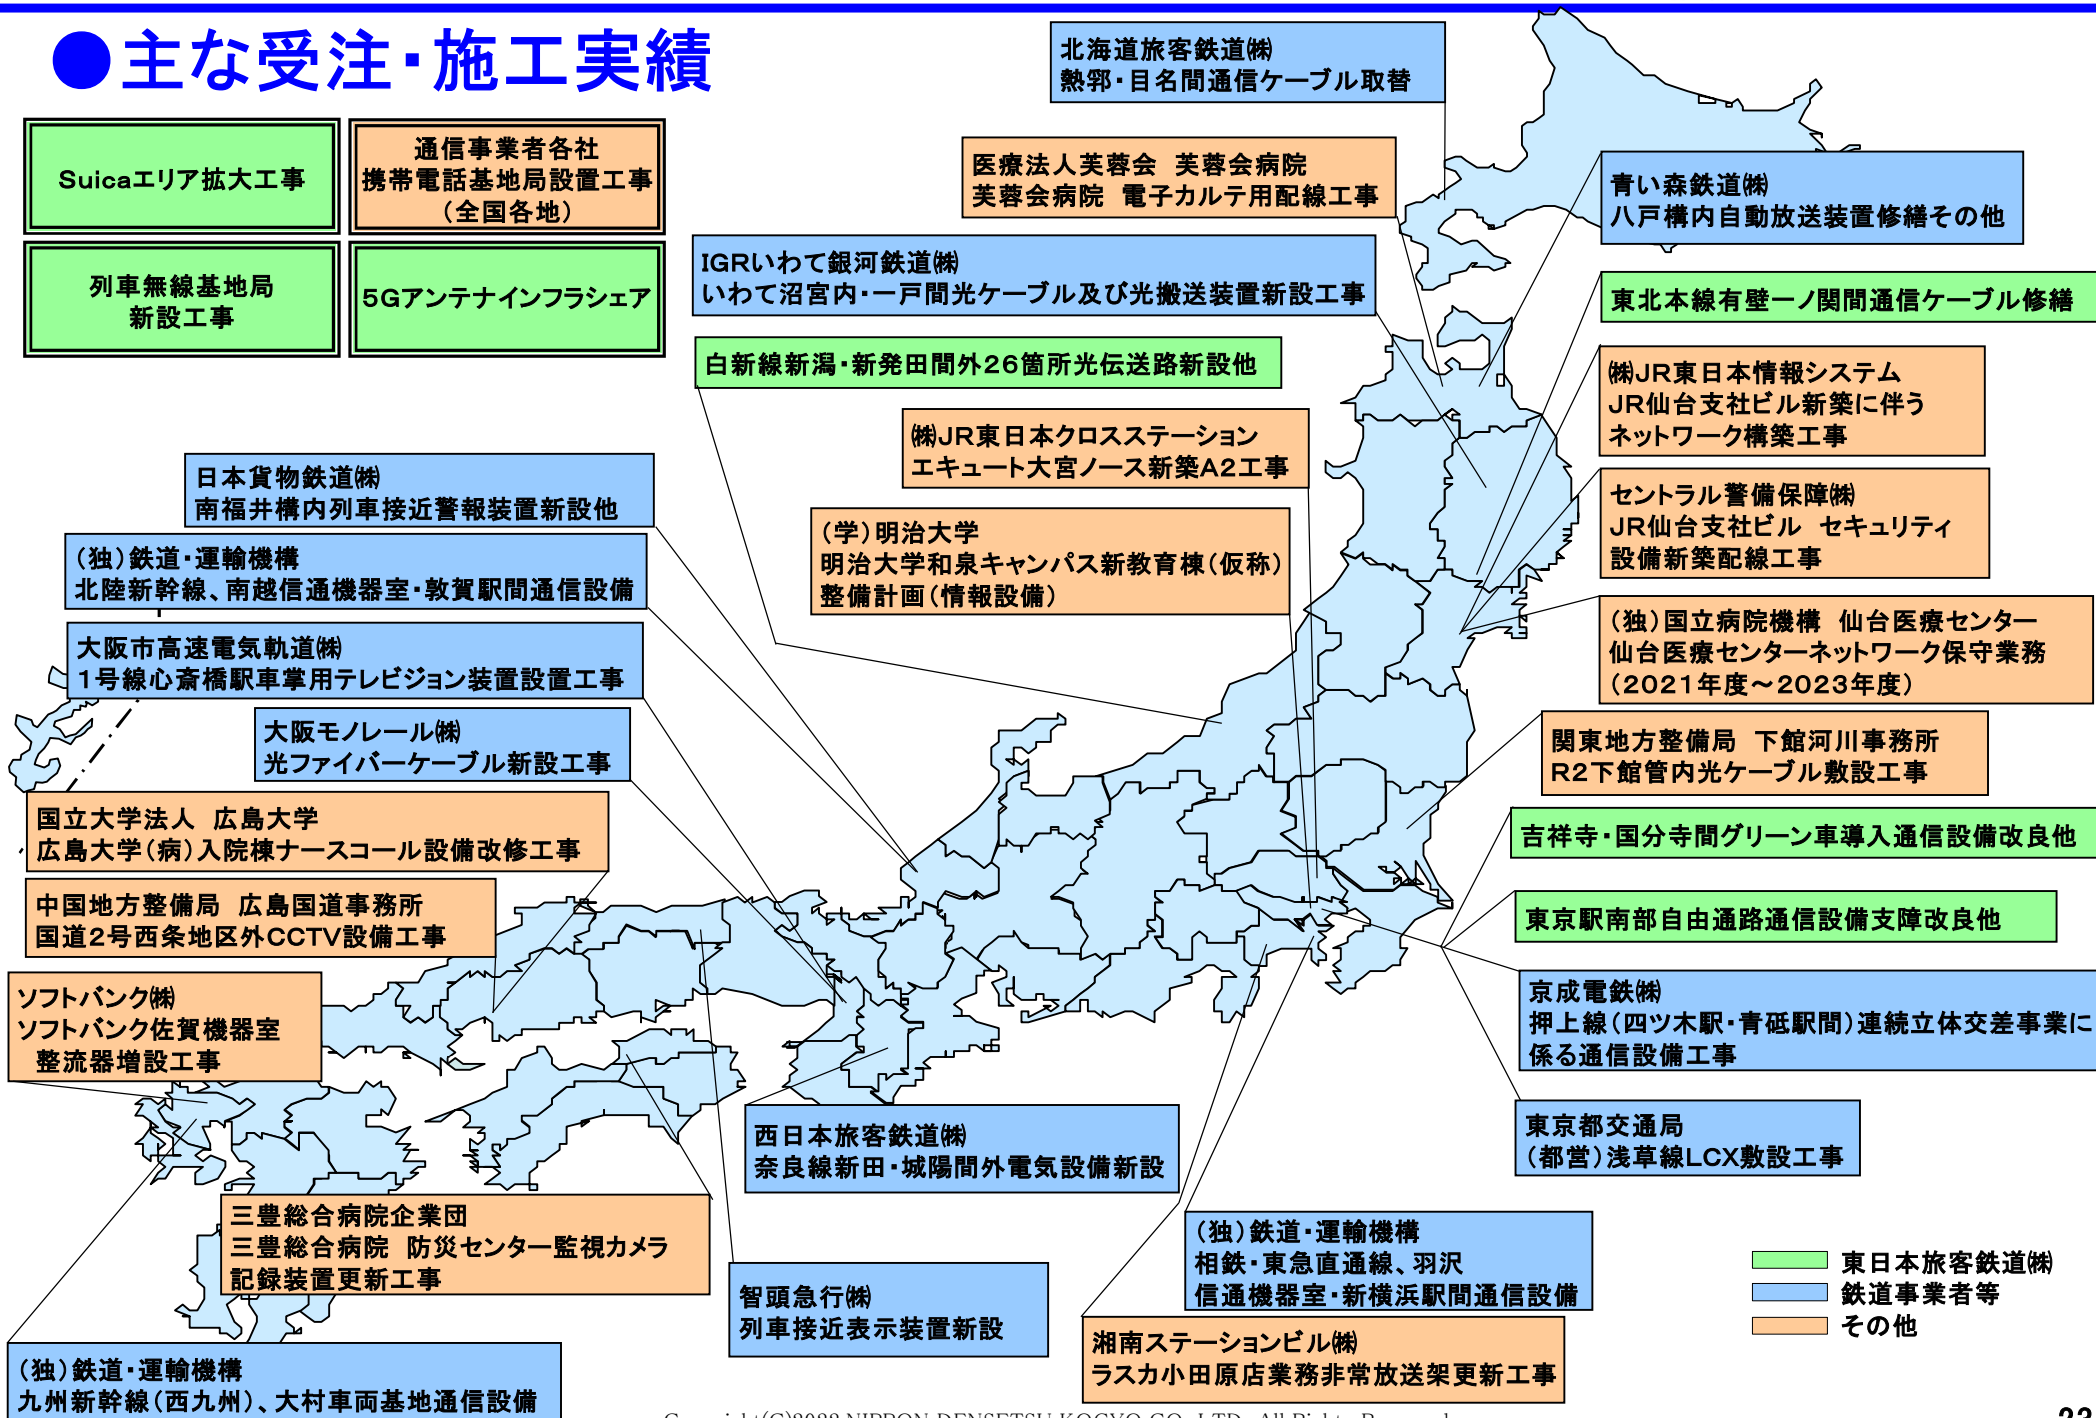 ●主な受注・施工実績
Suicaエリア拡大工事
通信事業者各社
携帯電話基地局設置工事
（全国各地）
列車無線基地局
新設工事
5Gアンテナインフラシェア
北海道旅客鉄道㈱
熱郛・目名間通信ケーブル取替
医療法人芙蓉会　芙蓉会病院
芙蓉会病院　電子カルテ用配線工事
青い森鉄道㈱
八戸構内自動放送装置修繕その他
IGRいわて銀河鉄道㈱
いわて沼宮内・一戸間光ケーブル及び光搬送装置新設工事
東北本線有壁一ノ関間通信ケーブル修繕
白新線新潟・新発田間外26箇所光伝送路新設他
㈱JR東日本情報システム
JR仙台支社ビル新築に伴う
ネットワーク構築工事
㈱JR東日本クロスステーション
エキュート大宮ノース新築A2工事
日本貨物鉄道㈱
南福井構内列車接近警報装置新設他
セントラル警備保障㈱
JR仙台支社ビル　セキュリティ
設備新築配線工事
（学）明治大学
明治大学和泉キャンパス新教育棟（仮称）
整備計画（情報設備）
（独）鉄道・運輸機構
北陸新幹線、南越信通機器室・敦賀駅間通信設備
（独）国立病院機構　仙台医療センター
仙台医療センターネットワーク保守業務
（2021年度～2023年度）
大阪市高速電気軌道㈱
1号線心斎橋駅車掌用テレビジョン装置設置工事
大阪モノレール㈱
光ファイバーケーブル新設工事
関東地方整備局　下館河川事務所
R2下館管内光ケーブル敷設工事
国立大学法人　広島大学
広島大学（病）入院棟ナースコール設備改修工事
吉祥寺・国分寺間グリーン車導入通信設備改良他
中国地方整備局　広島国道事務所
国道2号西条地区外CCTV設備工事
東京駅南部自由通路通信設備支障改良他
ソフトバンク㈱
ソフトバンク佐賀機器室
整流器増設工事
京成電鉄㈱
押上線（四ツ木駅・青砥駅間）連続立体交差事業に
係る通信設備工事
西日本旅客鉄道㈱
奈良線新田・城陽間外電気設備新設
東京都交通局
（都営）浅草線LCX敷設工事
三豊総合病院企業団
三豊総合病院　防災センター監視カメラ
記録装置更新工事
（独）鉄道・運輸機構
相鉄・東急直通線、羽沢
信通機器室・新横浜駅間通信設備
智頭急行㈱
列車接近表示装置新設
湘南ステーションビル㈱
ラスカ小田原店業務非常放送架更新工事
（独）鉄道・運輸機構
九州新幹線（西九州）、大村車両基地通信設備
東日本旅客鉄道㈱
鉄道事業者等
その他